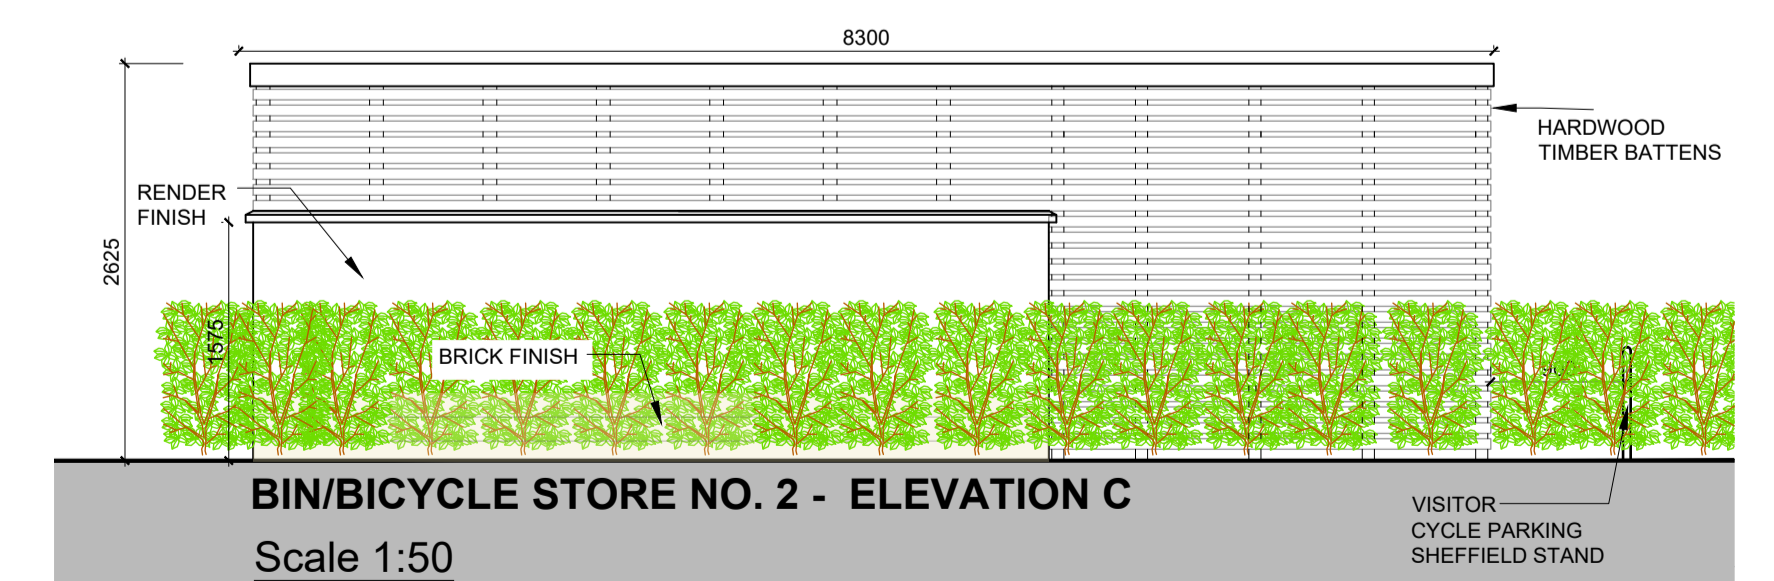 8300
HARDWOOD
TIMBER BATTENS
RENDER
FINISH
2625
1575
BRICK FINISH
BIN/BICYCLE STORE NO. 2 - ELEVATION C
Scale 1:50
VISITOR
CYCLE PARKING
SHEFFIELD STAND